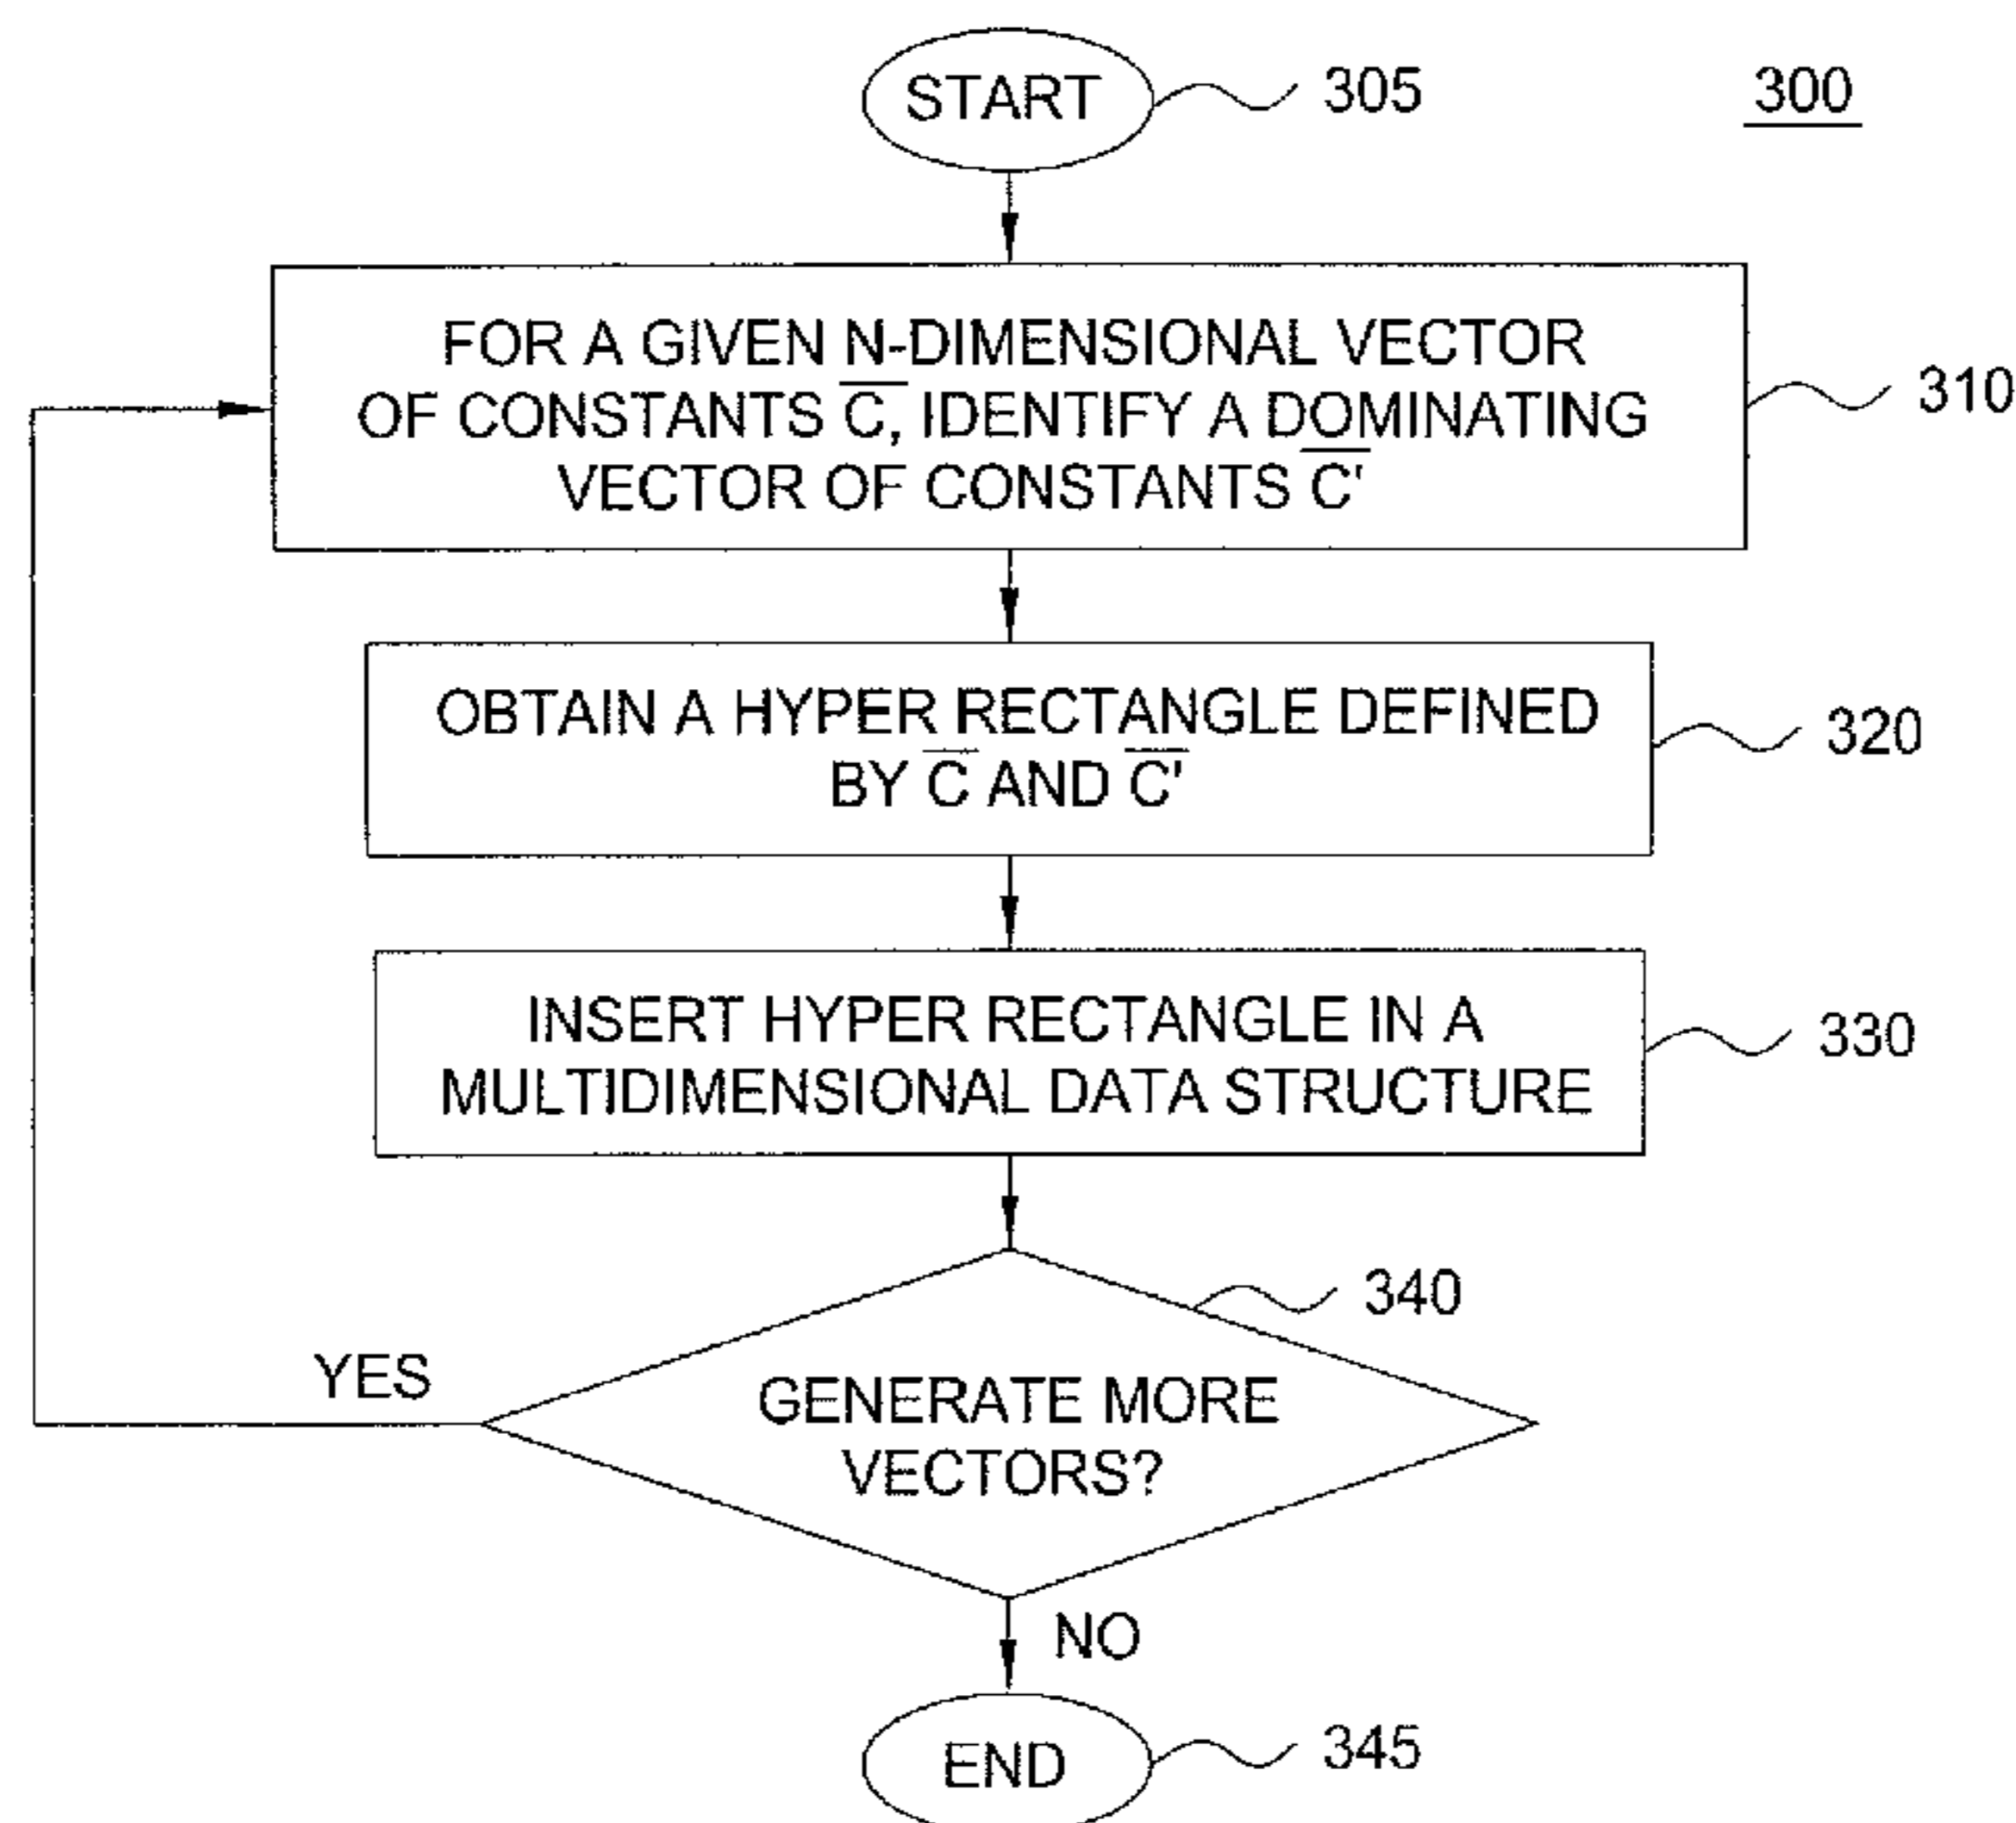 START
305
300
FOR A GIVEN N-DIMENSIONAL VECTOR
OF CONSTANTS C̅, IDENTIFY A DOMINATING
VECTOR OF CONSTANTS C̅'
310
OBTAIN A HYPER RECTANGLE DEFINED
BY C̅ AND C̅'
320
INSERT HYPER RECTANGLE IN A
MULTIDIMENSIONAL DATA STRUCTURE
330
340
YES
GENERATE MORE
VECTORS?
NO
END
345